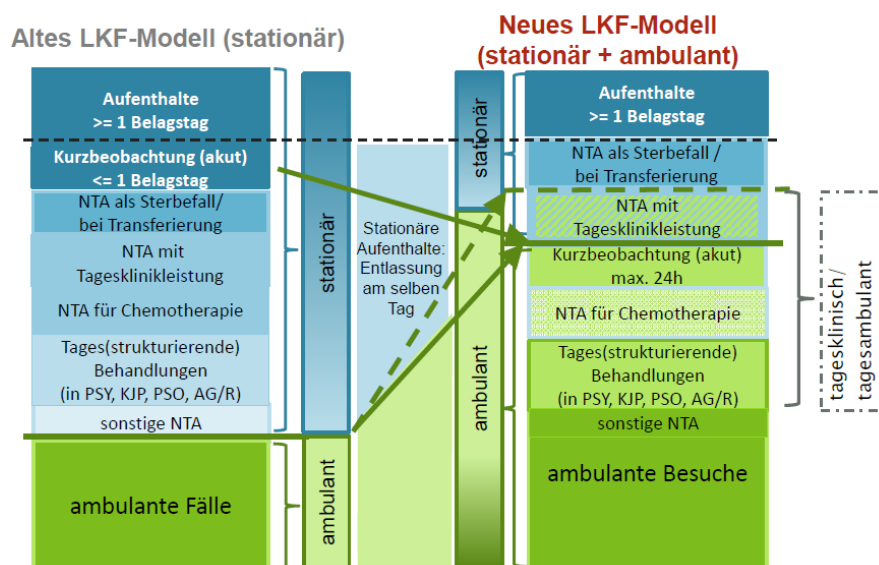 Altes LKF-Modell (stationär)
Aufenthalte
>= 1 Belagstag
Kurzbeobachtung (akut)
<= 1 Belagstag
NTA als Sterbefall/
bei Transferierung
NTA mit
Tagesklinikleistung
NTA für Chemotherapie
Tages(strukturierende)
Behandlungen
(in PSY, KJP, PSO, AG/R)
sonstige NTA
ambulante Fälle
stationär
ambulant
Stationäre
Aufenthalte:
Entlassung
am selben
Tag
Neues LKF-Modell
(stationär + ambulant)
stationär
ambulant
Aufenthalte
>= 1 Belagstag
NTA als Sterbefall /
bei Transferierung
NTA mit
Tagesklinikleistung
Kurzbeobachtung (akut)
max. 24h
NTA für Chemotherapie
Tages(strukturierende)
Behandlungen
(in PSY, KJP, PSO, AG/R)
sonstige NTA
ambulante Besuche
tagesklinisch/
tagesambulant